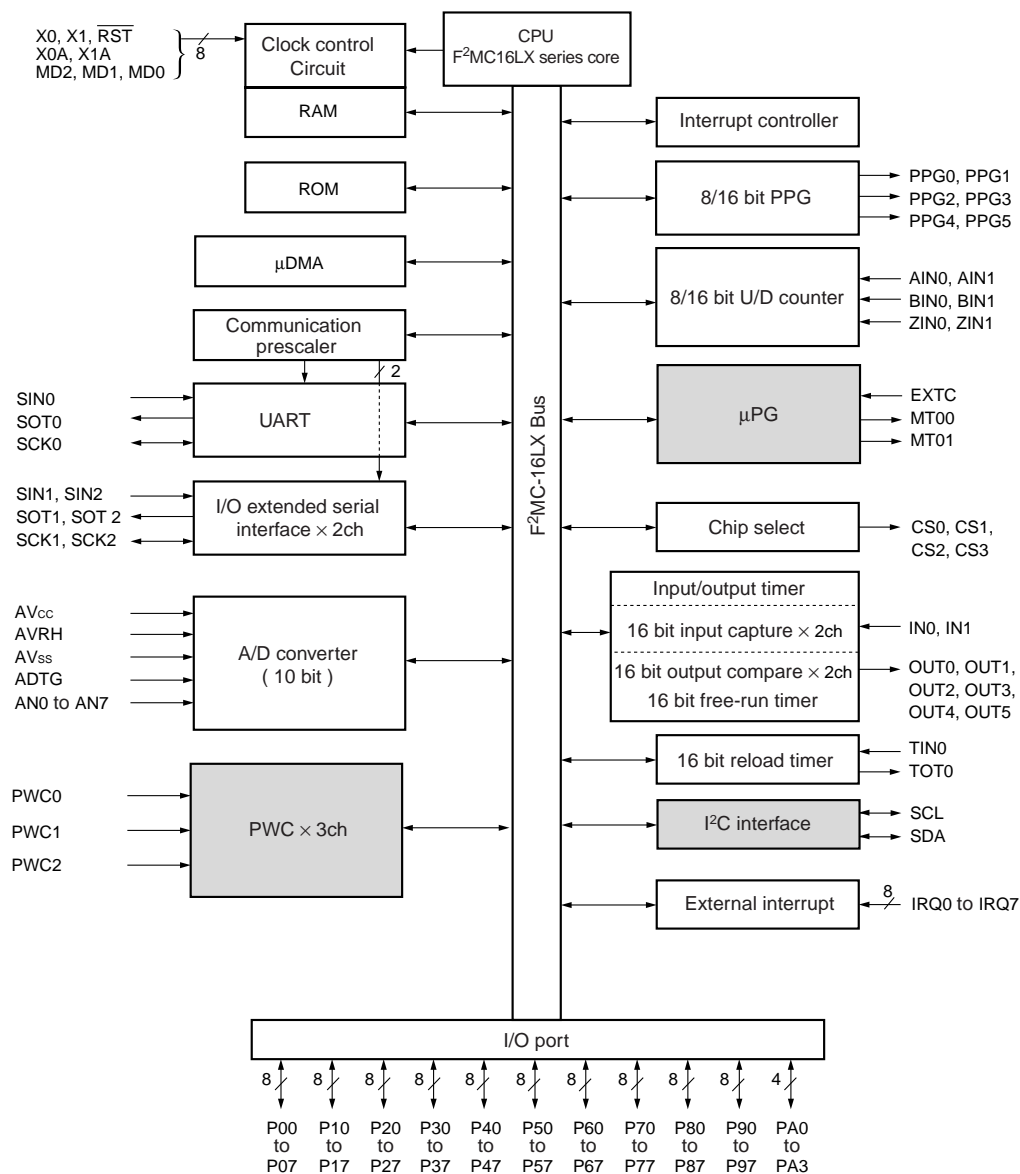 X0, X1, RST
X0A, X1A
MD2, MD1, MD0
8
Clock control
Circuit
CPU
F²MC16LX series core
RAM
Interrupt controller
ROM
8/16 bit PPG
PPG0, PPG1
PPG2, PPG3
PPG4, PPG5
μDMA
8/16 bit U/D counter
AIN0, AIN1
BIN0, BIN1
ZIN0, ZIN1
Communication
prescaler
2
SIN0
SOT0
SCK0
UART
F²MC-16LX Bus
μPG
EXTC
MT00
MT01
SIN1, SIN2
SOT1, SOT 2
SCK1, SCK2
I/O extended serial
interface × 2ch
Chip select
CS0, CS1,
CS2, CS3
AVcc
AVRH
AVss
ADTG
AN0 to AN7
A/D converter
( 10 bit )
Input/output timer
16 bit input capture × 2ch
16 bit output compare × 2ch
16 bit free-run timer
IN0, IN1
OUT0, OUT1,
OUT2, OUT3,
OUT4, OUT5
16 bit reload timer
TIN0
TOT0
PWC0
PWC1
PWC2
PWC × 3ch
I²C interface
SCL
SDA
External interrupt
8
IRQ0 to IRQ7
I/O port
8 8 8 8 8 8 8 8 8 8 4
P00 P10 P20 P30 P40 P50 P60 P70 P80 P90 PA0
to to to to to to to to to to to
P07 P17 P27 P37 P47 P57 P67 P77 P87 P97 PA3